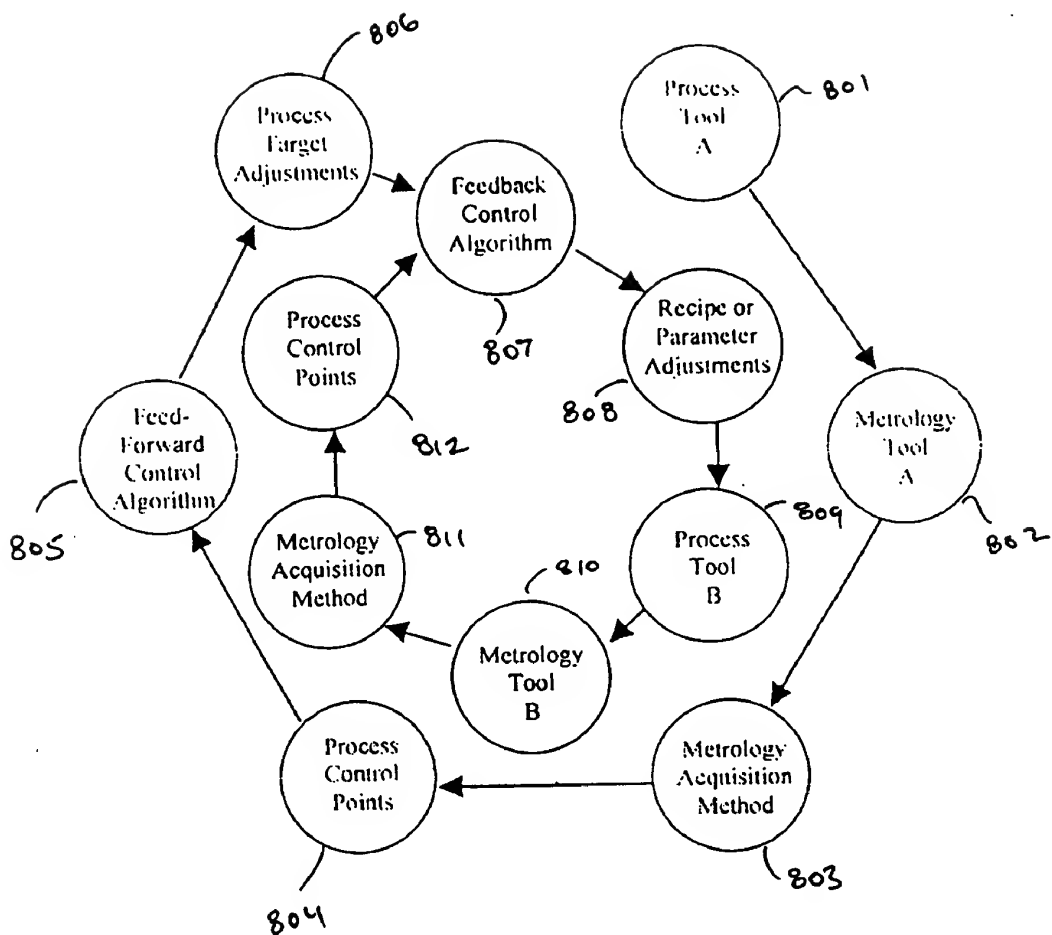 806
Process
Target
Adjustments
Process
Tool
A
801
Feedback
Control
Algorithm
807
Process
Control
Points
812
Recipe or
Parameter
Adjustments
808
Feed-
Forward
Control
Algorithm
805
Metrology
Tool
A
802
Metrology
Acquisition
Method
811
Process
Tool
B
809
810
Metrology
Tool
B
Process
Control
Points
804
Metrology
Acquisition
Method
803